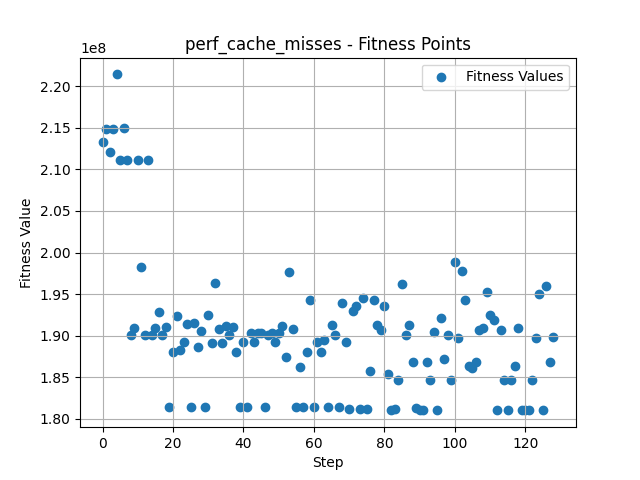 perf_cache_misses - Fitness Points
1e8
Fitness Values
2.20
2.15
2.10
2.05
2.00
1.95
1.90
1.85
1.80
Fitness Value
0 20 40 60 80 100 120
Step